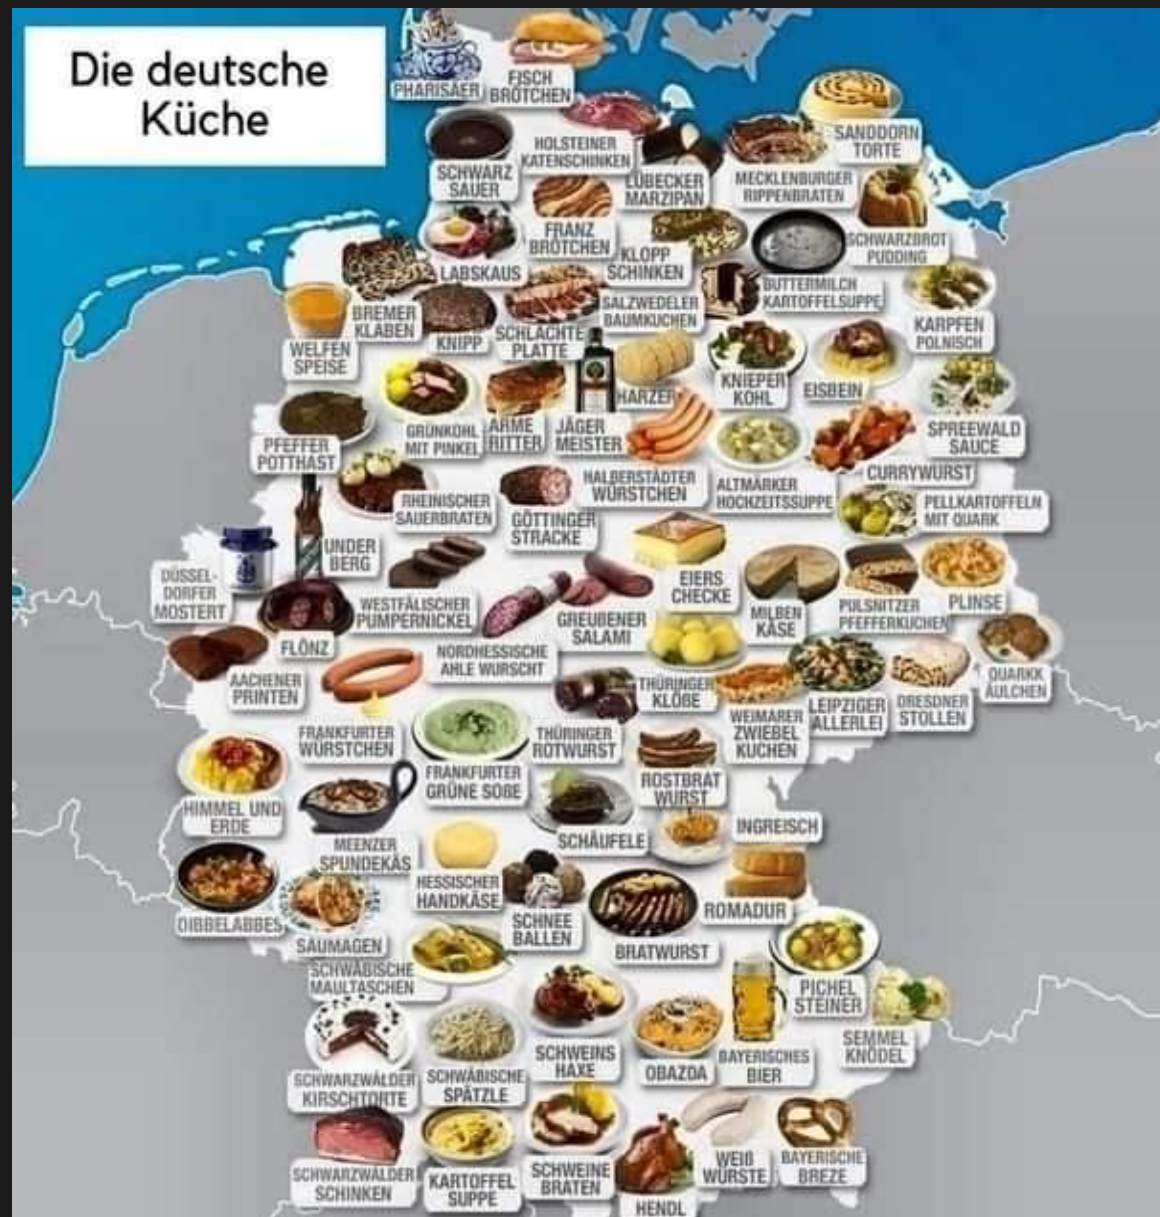 Die deutsche
Küche
PHARISÄER
FISCH
BRÖTCHEN
SANDDORN
TORTE
HOLSTEINER
KATENSCHINKEN
SCHWARZ
SAUER
LÜBECKER
MARZIPAN
MECKLENBURGER
RIPPENBRATEN
FRANZ
BRÖTCHEN
SCHWARZBROT
PUDDING
LABSKAUS
KLOPP
SCHINKEN
BUTTERMILCH
KARTOFFELSUPPE
BREMER
KLABEN
SALZWEDELER
BAUMKUCHEN
KNIPP
SCHLACHTE
PLATTE
KARPFEN
POLNISCH
WELFEN
SPEISE
HARZER
KNIEPER
KOHL
EISBEIN
PFEFFER
POTTHAST
GRÜNKOHL
MIT PINKEL
ARME
RITTER
JÄGER
MEISTER
SPREEWALD
SAUCE
CURRYWURST
HALBERSTÄDTER
WÜRSTCHEN
ALTMÄRKER
HOCHZEITSSUPPE
RHEINISCHER
SAUERBRATEN
GÖTTINGER
STRACKE
PELLKARTOFFELN
MIT QUARK
UNDER
BERG
DÜSSEL-
DORFER
MOSTERT
EIERS
CHECKE
WESTFÄLISCHER
PUMPERNICKEL
GREUßENER
SALAMI
MILBEN
KÄSE
PULSNITZER
PFEFFERKUCHEN
PLINSE
FLÖNZ
NORDHESSISCHE
AHLE WURSCHT
AACHENER
PRINTEN
THÜRINGER
KLÖßE
QUARKK
ÄULCHEN
LEIPZIGER
ALLERLEI
DRESDNER
STOLLEN
WEIMARER
ZWIEBEL
KUCHEN
FRANKFURTER
WÜRSTCHEN
THÜRINGER
ROTWURST
FRANKFURTER
GRÜNE SOßE
ROSTBRAT
WURST
HIMMEL UND
ERDE
SCHÄUFELE
INGREISCH
MEENZER
SPUNDEKÄS
HESSISCHER
HANDKÄSE
ROMADUR
DIBBELABBES
SCHNEE
BALLEN
SAUMAGEN
BRATWURST
SCHWÄBISCHE
MAULTASCHEN
PICHEL
STEINER
SEMMEL
KNÖDEL
SCHWEINS
HAXE
OBAZDA
BAYERISCHES
BIER
SCHWARZWÄLDER
KIRSCHTORTE
SCHWÄBISCHE
SPÄTZLE
SCHWARZWÄLDER
SCHINKEN
KARTOFFEL
SUPPE
SCHWEINE
BRATEN
WEIß
WÜRSTE
BAYERISCHE
BREZE
HENDL